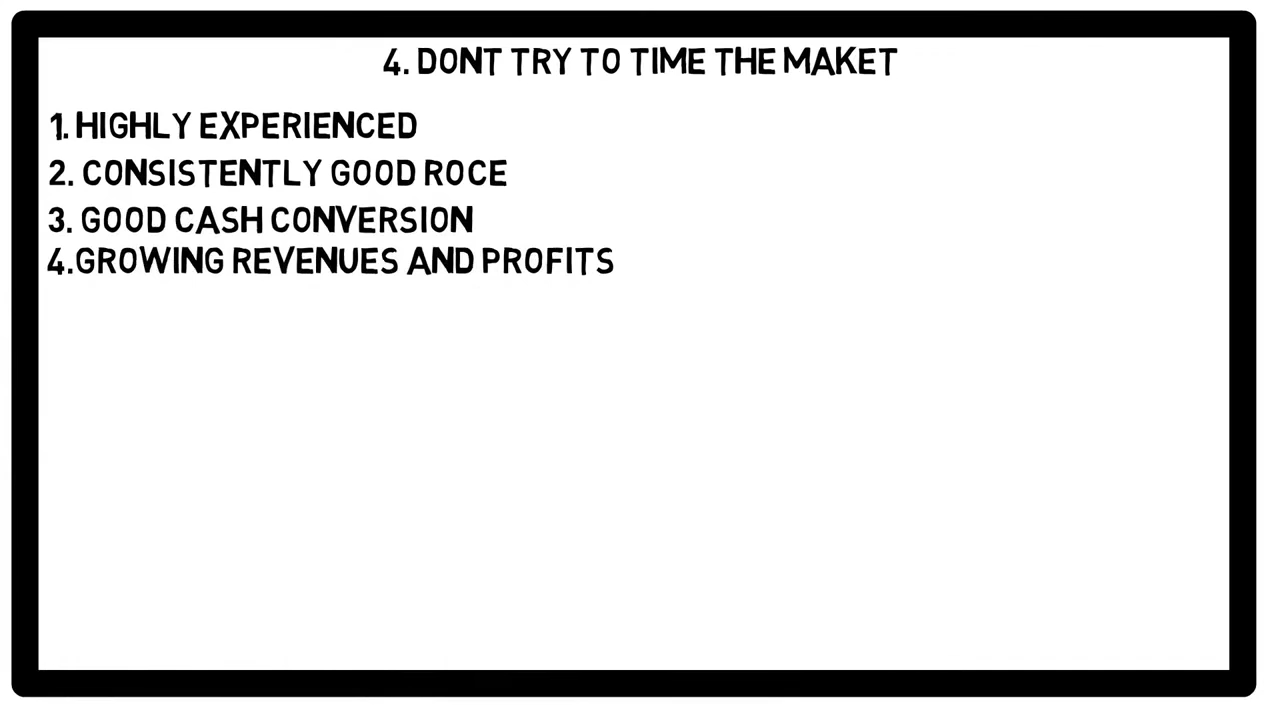 4. DONT TRY TO TIME THE MAKET
1. HIGHLY EXPERIENCED
2. CONSISTENTLY GOOD ROCE
3. GOOD CASH CONVERSION
4.GROWING REVENUES AND PROFITS